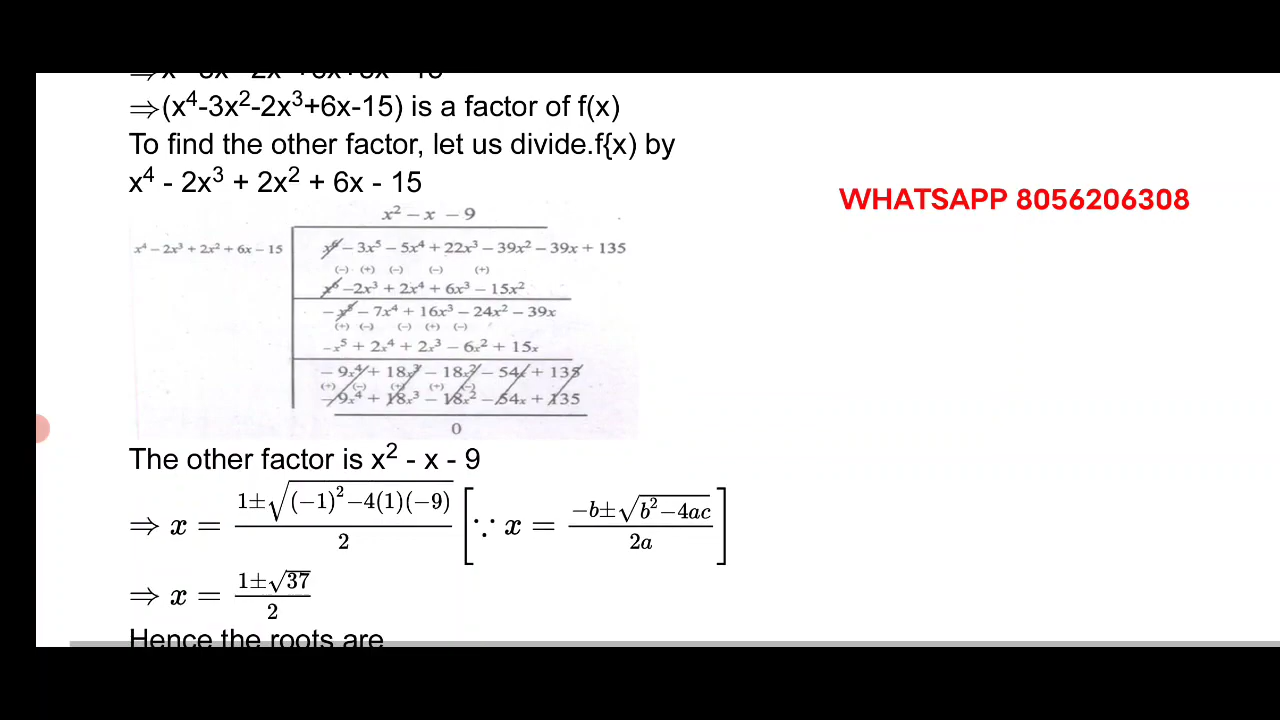 ⇒(x⁴-3x²-2x³+6x-15) is a factor of f(x)
To find the other factor, let us divide.f{x) by
x⁴ - 2x³ + 2x² + 6x - 15
WHATSAPP 8056206308
x² – x – 9
x⁴ – 2x³ + 2x² + 6x – 15
x⁶ – 3x⁵ – 5x⁴ + 22x³ – 39x² – 39x + 135
(–) (+) (–) (–) (+)
x⁶ –2x³ + 2x⁴ + 6x³ – 15x²
– x⁵ – 7x⁴ + 16x³ – 24x² – 39x
(+) (–) (–) (+) (–)
–x⁵ + 2x⁴ + 2x³ – 6x² + 15x
– 9x⁴ + 18x³ – 18x² – 54x + 135
(+) (–) (+) (+) (–)
– 9x⁴ + 18x³ – 18x² – 54x + 135
0
The other factor is x² - x - 9
⇒ x = 1±√(−1)²−4(1)(−9) / 2 [∵ x = −b±√b²−4ac / 2a]
⇒ x = 1±√37 / 2
Hence the roots are